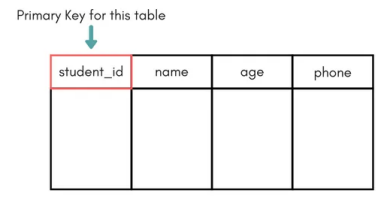 Primary Key for this table
student_id name age phone